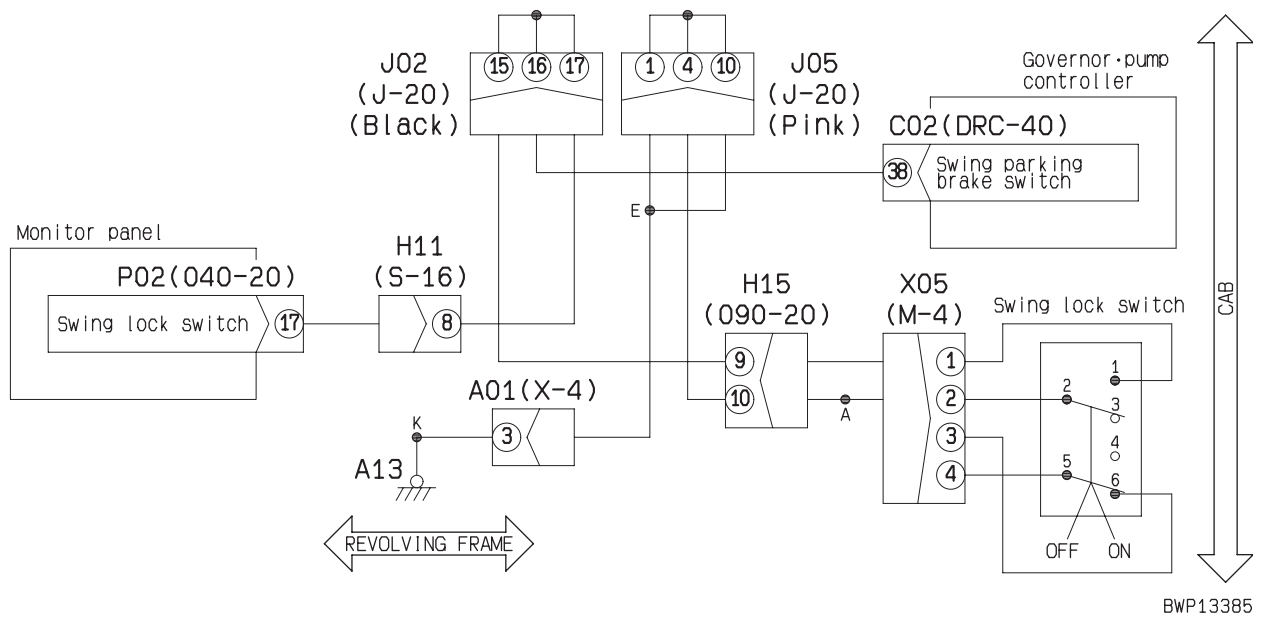 J02
(J-20)
(Black)
15 16 17
1 4 10
J05
(J-20)
(Pink)
Governor・pump
controller
C02(DRC-40)
38
Swing parking
brake switch
E
Monitor panel
P02(040-20)
Swing lock switch
17
H11
(S-16)
8
H15
(090-20)
9
10
A
X05
(M-4)
1
2
3
4
Swing lock switch
1
2
3
4
5
6
OFF ON
A01(X-4)
3
K
A13
REVOLVING FRAME
CAB
BWP13385